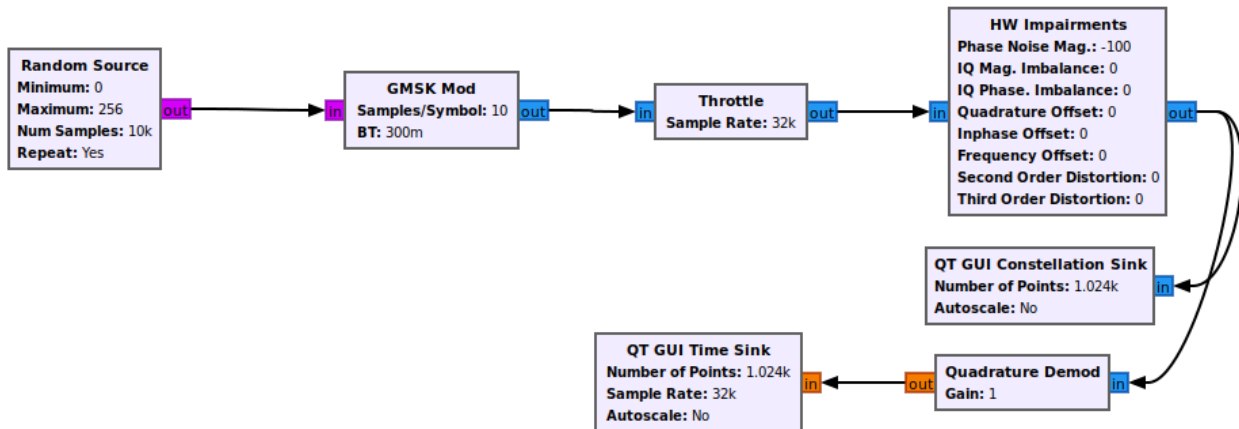 Random Source
Minimum: 0
Maximum: 256
Num Samples: 10k
Repeat: Yes
out
in
GMSK Mod
Samples/Symbol: 10
BT: 300m
out
in
Throttle
Sample Rate: 32k
out
in
HW Impairments
Phase Noise Mag.: -100
IQ Mag. Imbalance: 0
IQ Phase. Imbalance: 0
Quadrature Offset: 0
Inphase Offset: 0
Frequency Offset: 0
Second Order Distortion: 0
Third Order Distortion: 0
out
QT GUI Constellation Sink
Number of Points: 1.024k
Autoscale: No
in
QT GUI Time Sink
Number of Points: 1.024k
Sample Rate: 32k
Autoscale: No
in
out
Quadrature Demod
Gain: 1
in